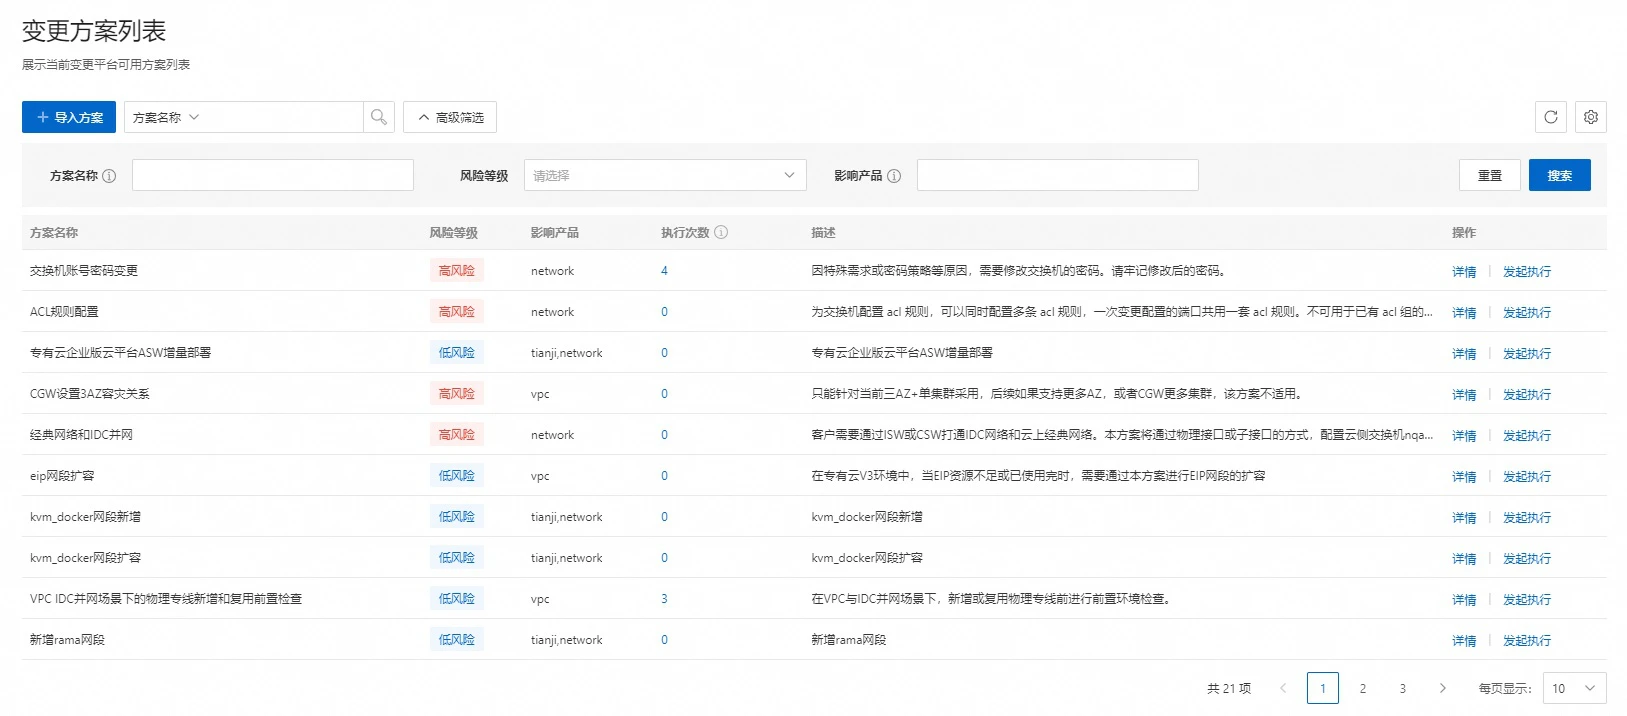 变更方案列表
展示当前变更平台可用方案列表
导入方案 方案名称 高级筛选
方案名称 风险等级 请选择 影响产品 重置 搜索
方案名称 风险等级 影响产品 执行次数 描述 操作
交换机账号密码变更 高风险 network 4 因特殊需求或密码策略等原因，需要修改交换机的密码。请牢记修改后的密码。 详情 发起执行
ACL规则配置 高风险 network 0 为交换机配置 acl 规则，可以同时配置多条 acl 规则，一次变更配置的端口共用一套 acl 规则。不可用于已有 acl 组的... 详情 发起执行
专有云企业版云平台ASW增量部署 低风险 tianji,network 0 专有云企业版云平台ASW增量部署 详情 发起执行
CGW设置3AZ容灾关系 高风险 vpc 0 只能针对当前三AZ+单集群采用，后续如果支持更多AZ，或者CGW更多集群，该方案不适用。 详情 发起执行
经典网络和IDC并网 高风险 network 0 客户需要通过ISW或CSW打通IDC网络和云上经典网络。本方案将通过物理接口或子接口的方式，配置云侧交换机nqa... 详情 发起执行
eip网段扩容 低风险 vpc 0 在专有云V3环境中，当EIP资源不足或已使用完时，需要通过本方案进行EIP网段的扩容 详情 发起执行
kvm_docker网段新增 低风险 tianji,network 0 kvm_docker网段新增 详情 发起执行
kvm_docker网段扩容 低风险 tianji,network 0 kvm_docker网段扩容 详情 发起执行
VPC IDC并网场景下的物理专线新增和复用前置检查 低风险 vpc 3 在VPC与IDC并网场景下，新增或复用物理专线前进行前置环境检查。 详情 发起执行
新增rama网段 低风险 tianji,network 0 新增rama网段 详情 发起执行
共 21 项 1 2 3 每页显示： 10